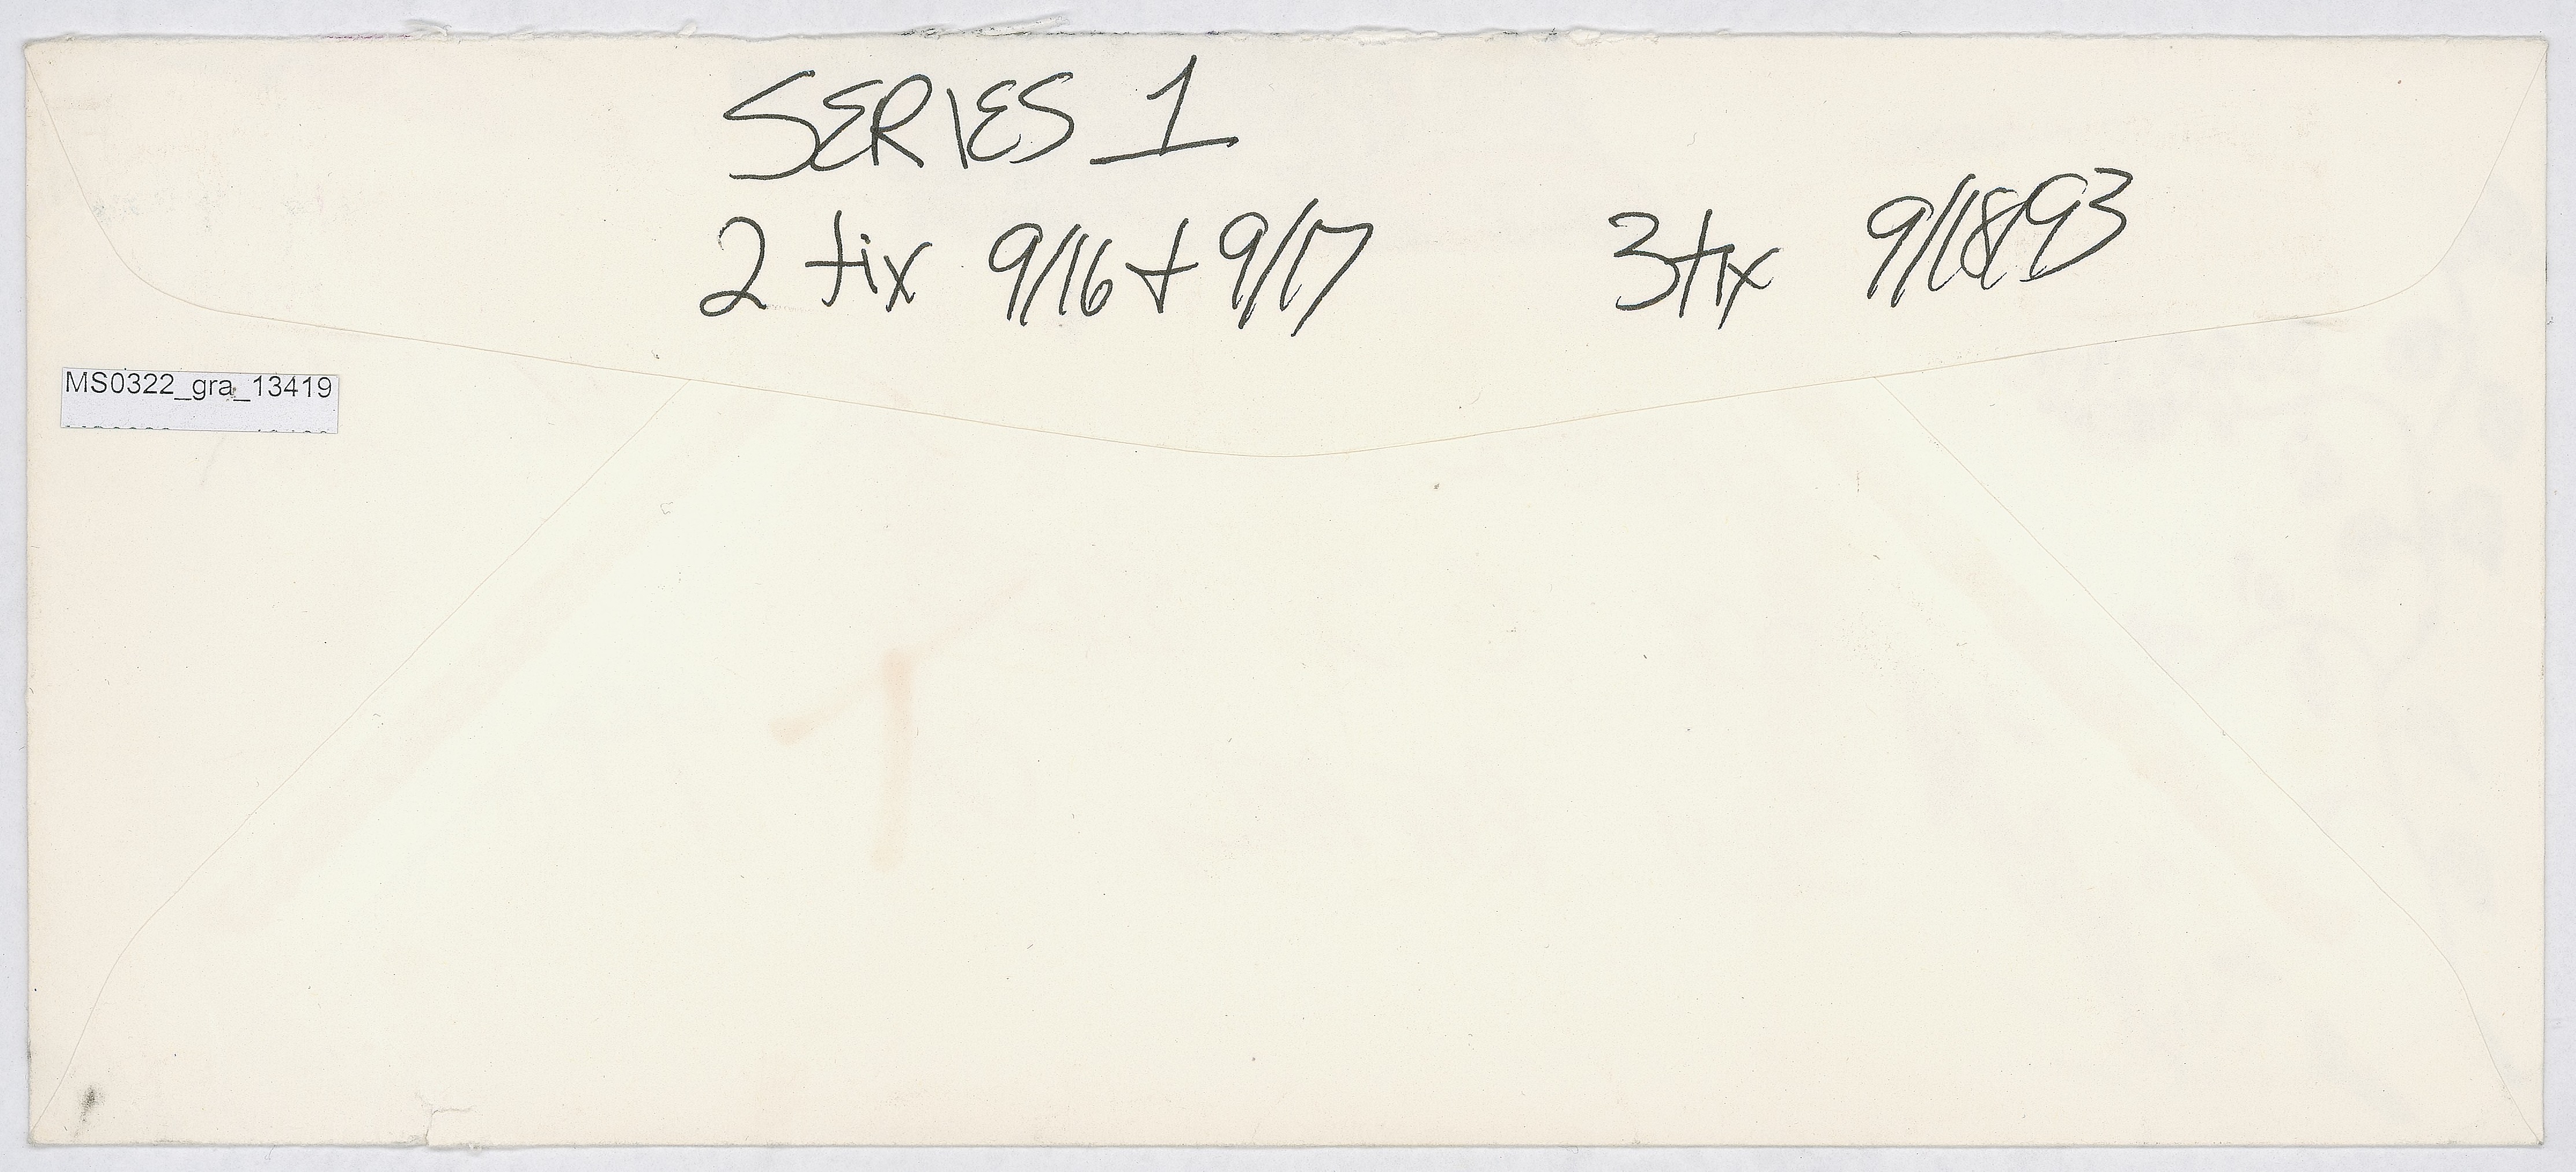 SERIES 1
2 tix 9/16 + 9/17 3 tix 9/18/93
MS0322_gra_13419